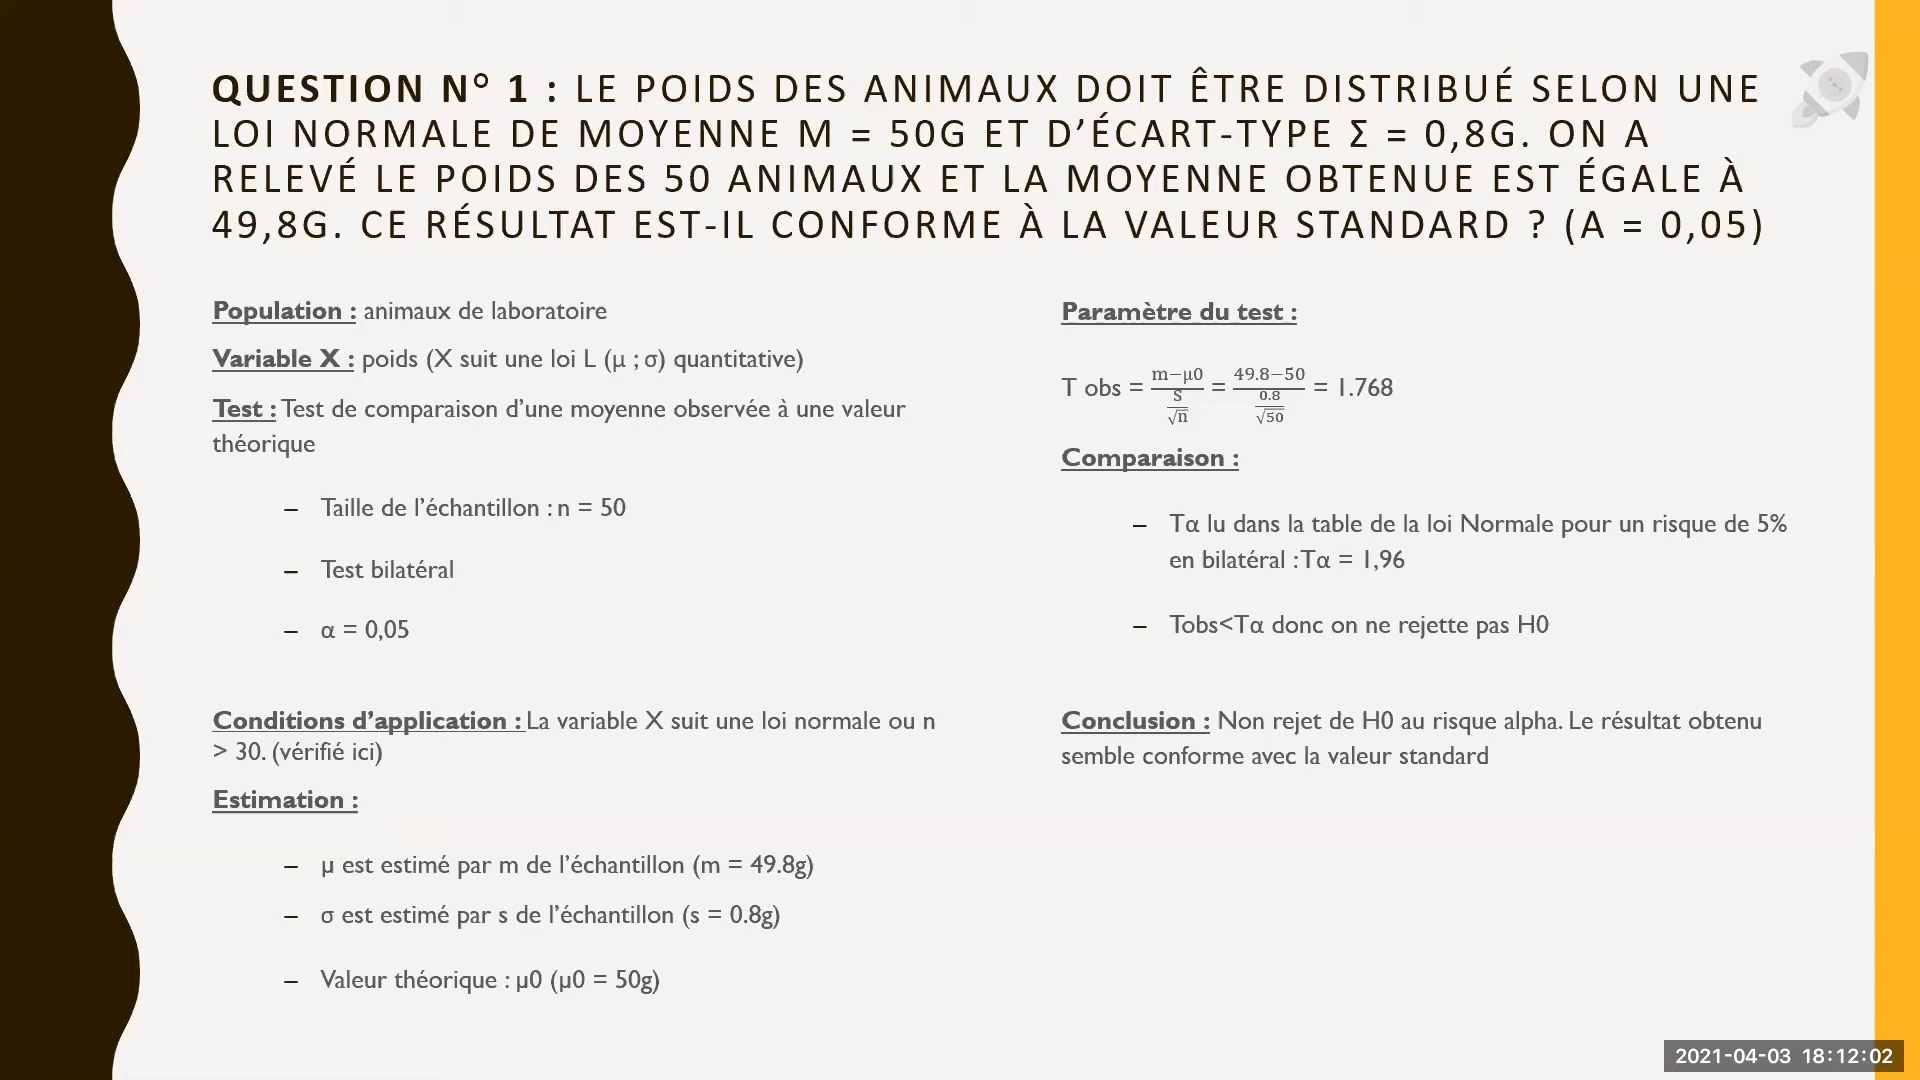 QUESTION N° 1 : LE POIDS DES ANIMAUX DOIT ÊTRE DISTRIBUÉ SELON UNE
LOI NORMALE DE MOYENNE M = 50G ET D’ÉCART-TYPE Σ = 0,8G. ON A
RELEVÉ LE POIDS DES 50 ANIMAUX ET LA MOYENNE OBTENUE EST ÉGALE À
49,8G. CE RÉSULTAT EST-IL CONFORME À LA VALEUR STANDARD ? (Α = 0,05)
Population : animaux de laboratoire
Variable X : poids (X suit une loi L (μ ; σ) quantitative)
Test : Test de comparaison d’une moyenne observée à une valeur
théorique
– Taille de l’échantillon : n = 50
– Test bilatéral
– α = 0,05
Conditions d’application : La variable X suit une loi normale ou n
> 30. (vérifié ici)
Estimation :
– μ est estimé par m de l’échantillon (m = 49.8g)
– σ est estimé par s de l’échantillon (s = 0.8g)
– Valeur théorique : μ0 (μ0 = 50g)
Paramètre du test :
T obs = (m−μ0)/(S/√n) = (49.8−50)/(0.8/√50) = 1.768
Comparaison :
– Tα lu dans la table de la loi Normale pour un risque de 5%
en bilatéral : Tα = 1,96
– Tobs<Tα donc on ne rejette pas H0
Conclusion : Non rejet de H0 au risque alpha. Le résultat obtenu
semble conforme avec la valeur standard
2021-04-03 18:12:02